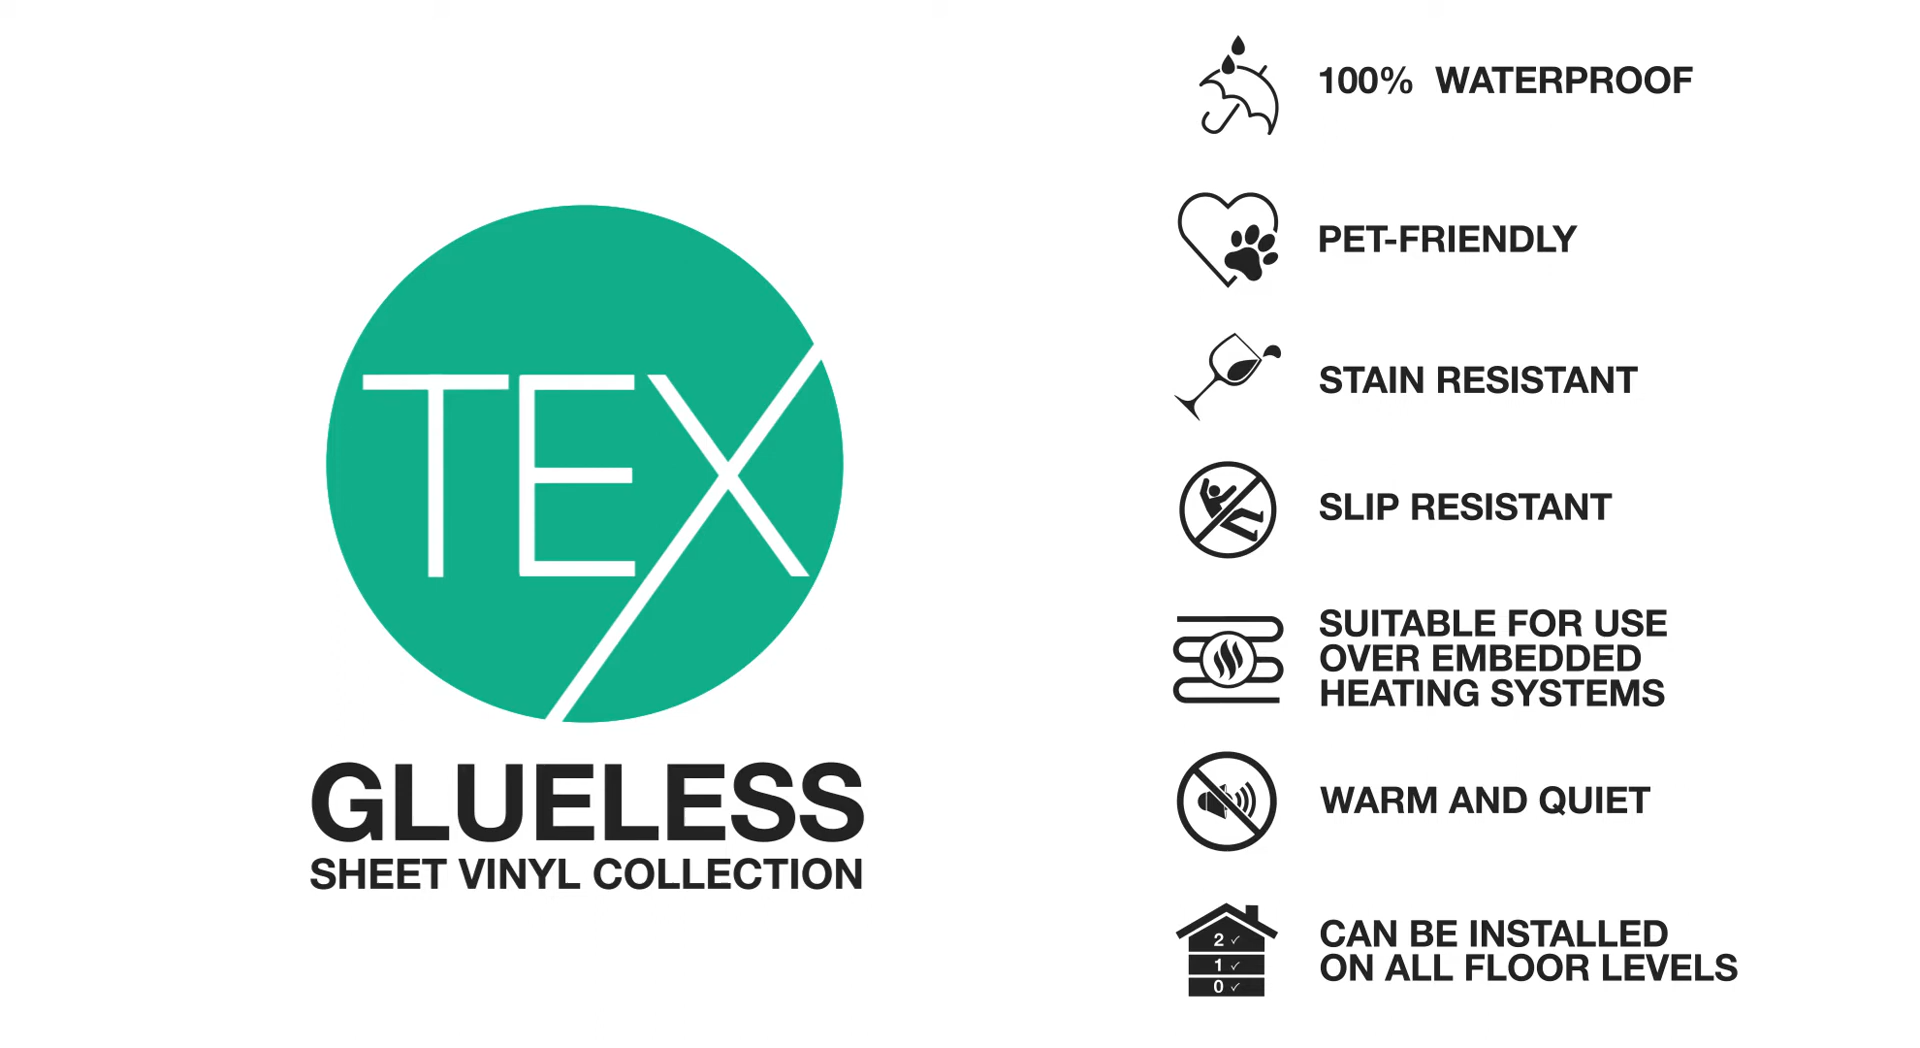 TEX
GLUELESS
SHEET VINYL COLLECTION
100% WATERPROOF
PET-FRIENDLY
STAIN RESISTANT
SLIP RESISTANT
SUITABLE FOR USE
OVER EMBEDDED
HEATING SYSTEMS
WARM AND QUIET
2 ✓
1 ✓
0 ✓
CAN BE INSTALLED
ON ALL FLOOR LEVELS